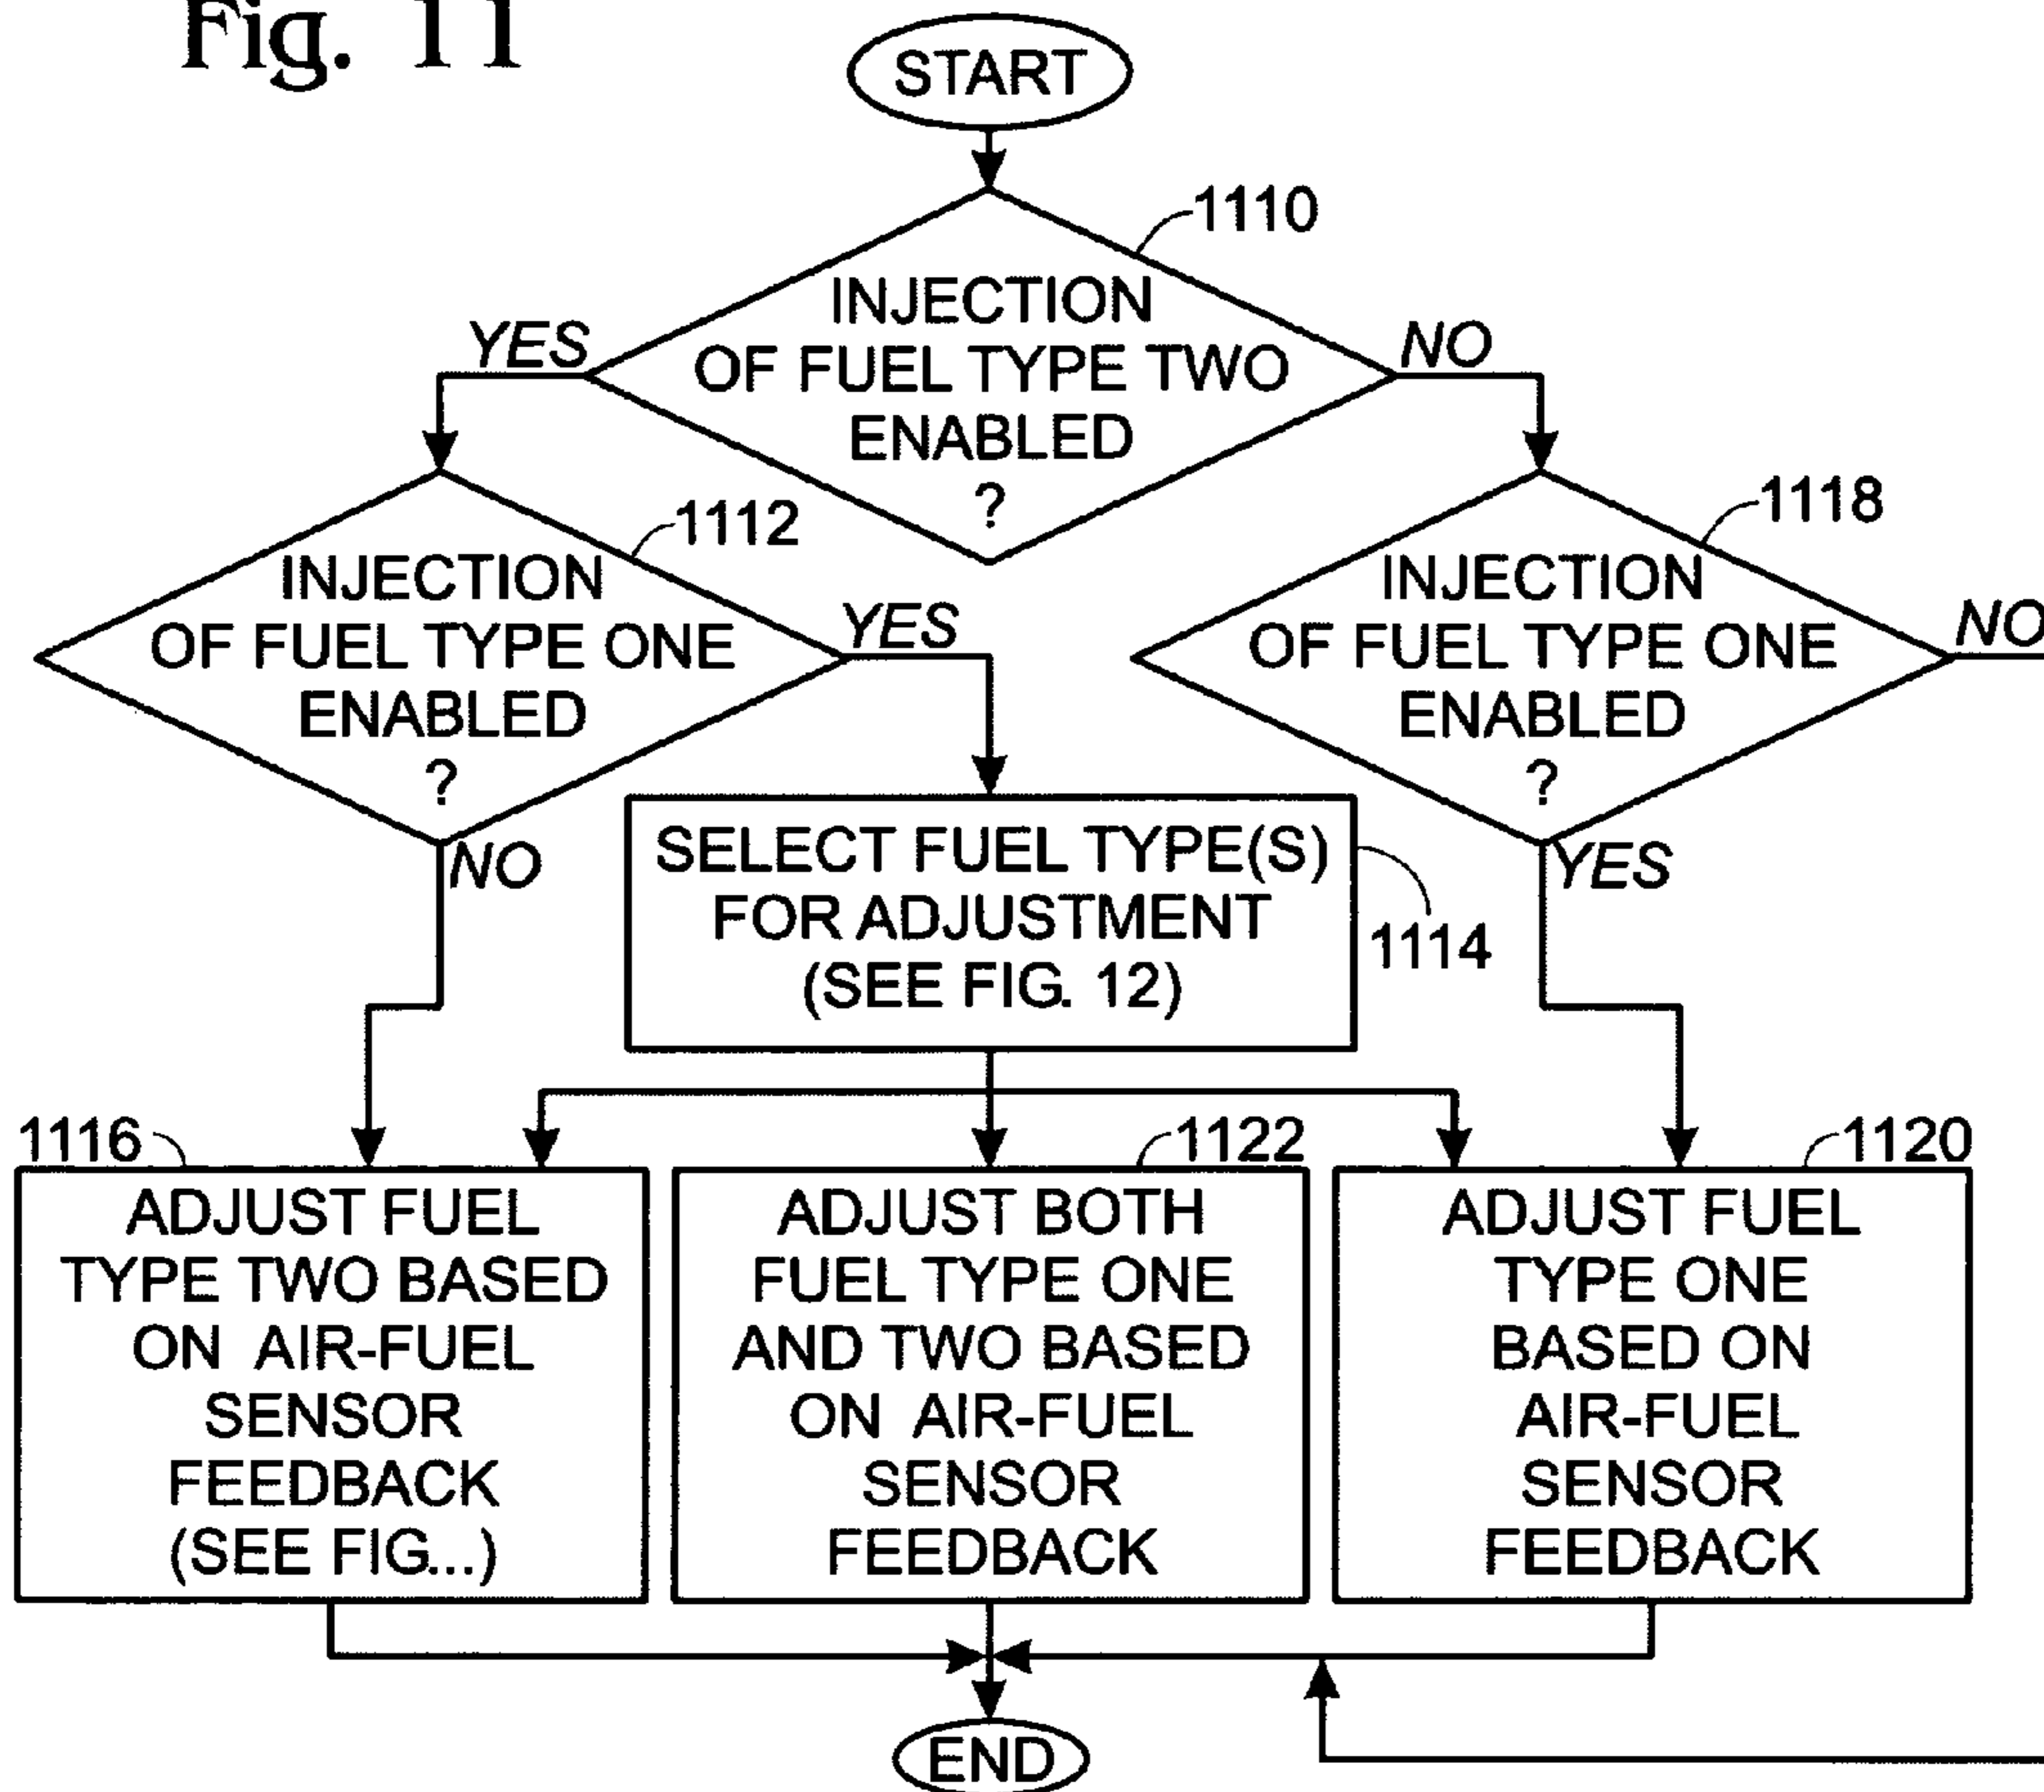 Fig. 11
START
1110
INJECTION
OF FUEL TYPE TWO
ENABLED
?
YES
NO
1112
INJECTION
OF FUEL TYPE ONE
ENABLED
?
YES
NO
1118
INJECTION
OF FUEL TYPE ONE
ENABLED
?
NO
YES
SELECT FUEL TYPE(S)
FOR ADJUSTMENT
(SEE FIG. 12)
1114
1116
ADJUST FUEL
TYPE TWO BASED
ON AIR-FUEL
SENSOR
FEEDBACK
(SEE FIG...)
1122
ADJUST BOTH
FUEL TYPE ONE
AND TWO BASED
ON AIR-FUEL
SENSOR
FEEDBACK
1120
ADJUST FUEL
TYPE ONE
BASED ON
AIR-FUEL
SENSOR
FEEDBACK
END